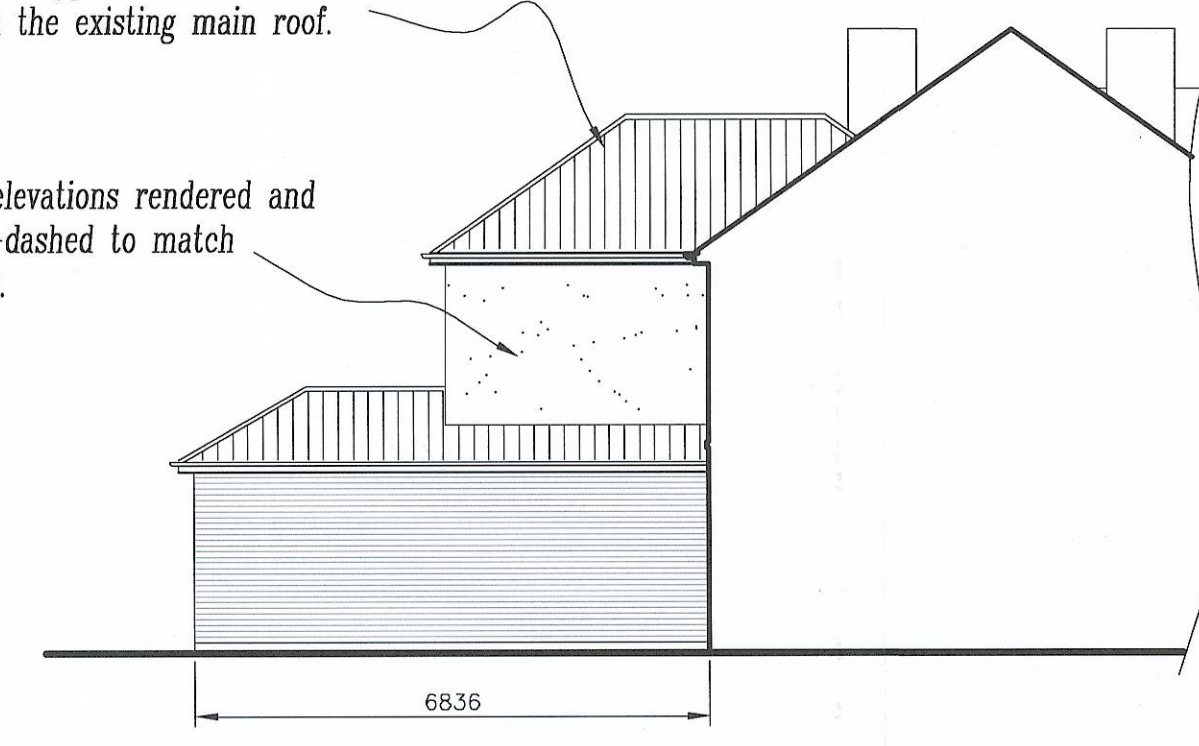 the existing main roof.
elevations rendered and
-dashed to match
.
6836